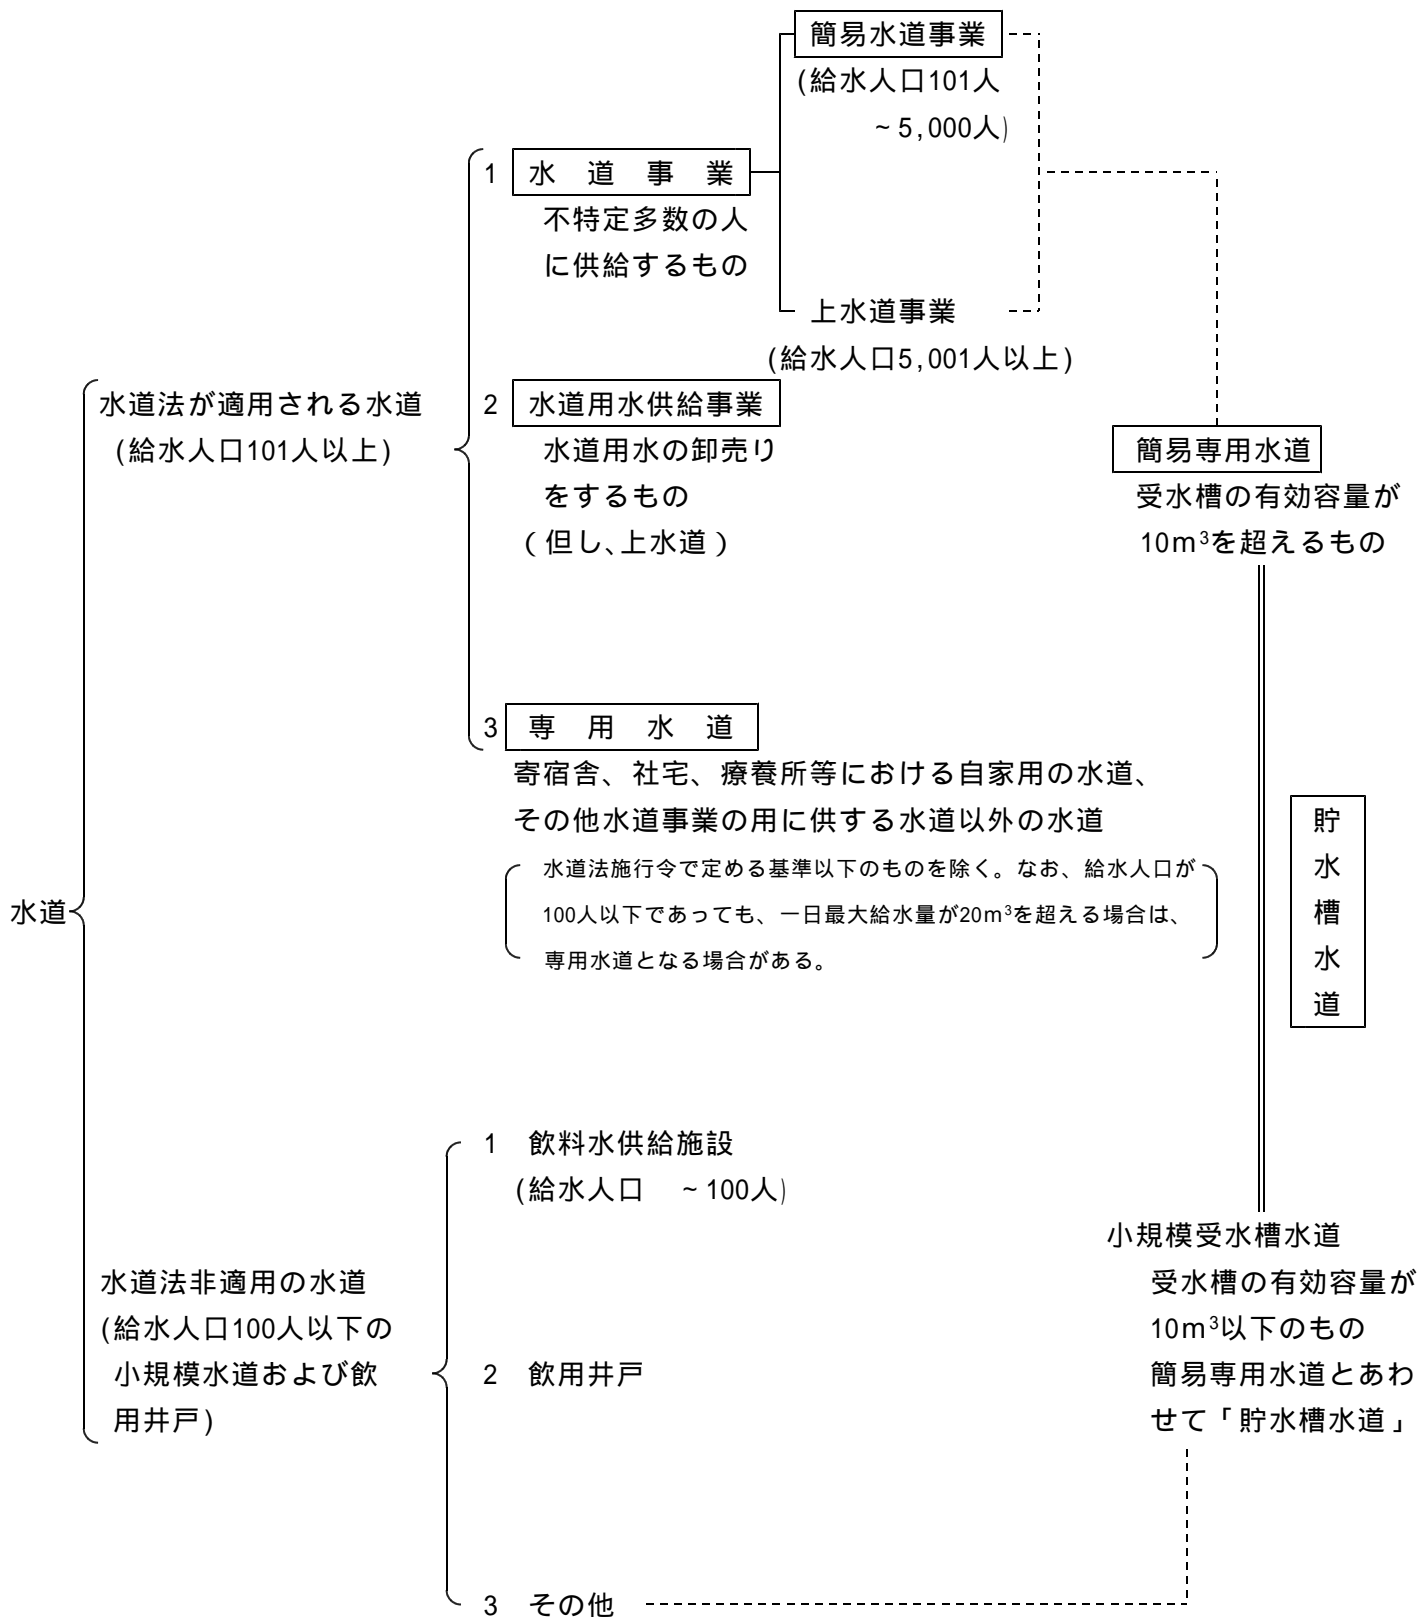 簡易水道事業
(給水人口101人
~5,000人)
1 水 道 事 業
不特定多数の人
に供給するもの
上水道事業
(給水人口5,001人以上)
水道法が適用される水道
(給水人口101人以上)
2 水道用水供給事業
水道用水の卸売り
をするもの
(但し、上水道)
簡易専用水道
受水槽の有効容量が
10m³を超えるもの
3 専 用 水 道
寄宿舎、社宅、療養所等における自家用の水道、
その他水道事業の用に供する水道以外の水道
水道法施行令で定める基準以下のものを除く。なお、給水人口が
100人以下であっても、一日最大給水量が20m³を超える場合は、
専用水道となる場合がある。
貯
水
槽
水
道
水道
1 飲料水供給施設
(給水人口 ~100人)
水道法非適用の水道
(給水人口100人以下の
小規模水道および飲
用井戸)
2 飲用井戸
小規模受水槽水道
受水槽の有効容量が
10m³以下のもの
簡易専用水道とあわ
せて「貯水槽水道」
3 その他